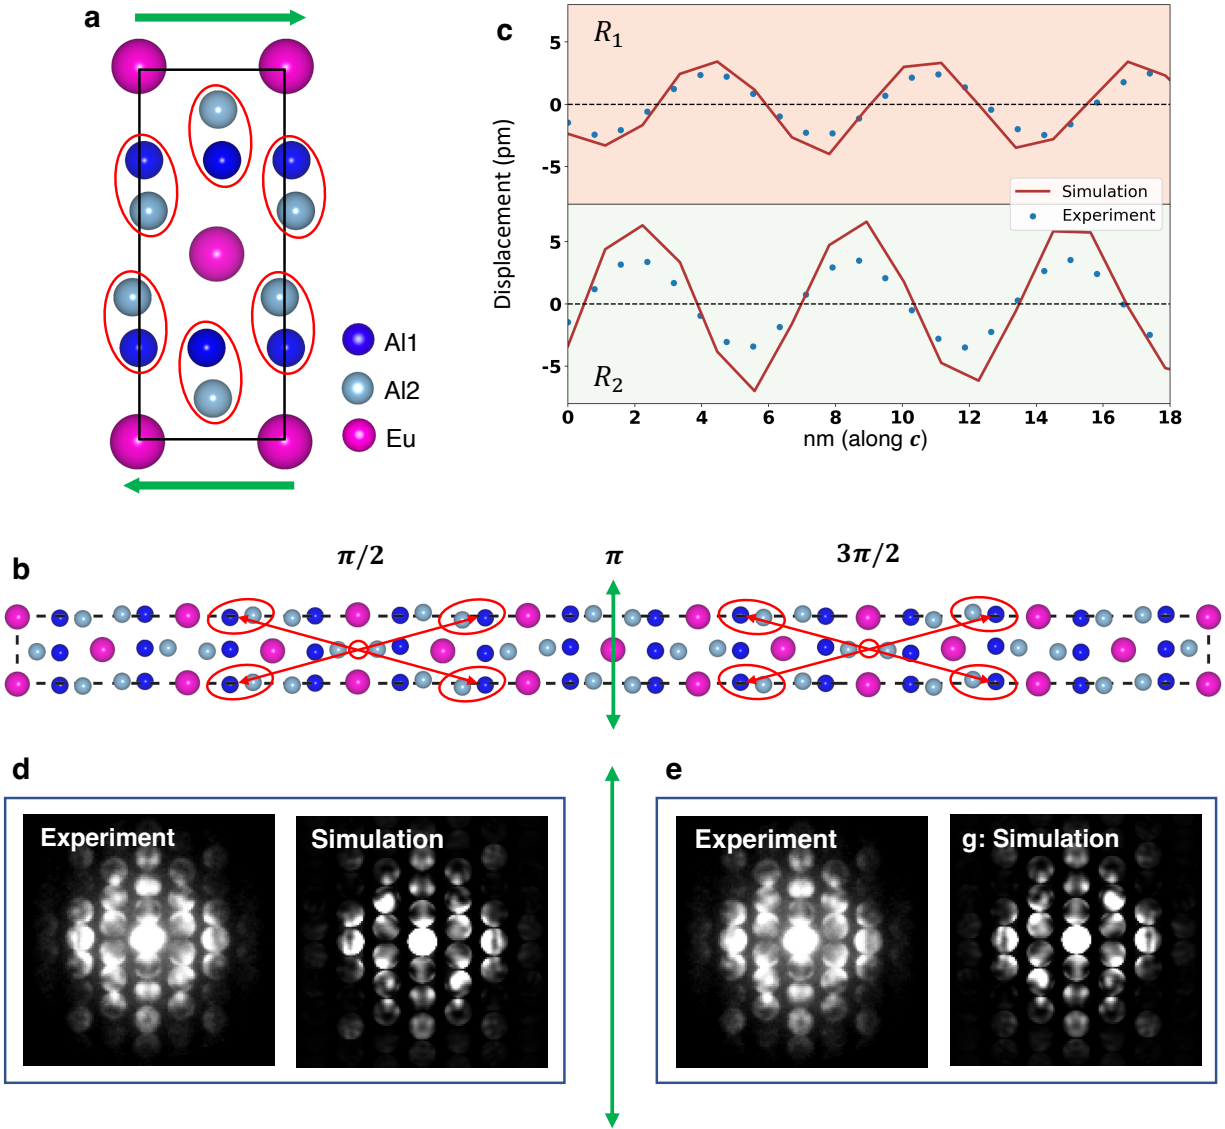 a
Al1
Al2
Eu
c
R1
R2
5
0
-5
5
0
-5
Displacement (pm)
Simulation
Experiment
0 2 4 6 8 10 12 14 16 18
nm (along c)
b
π/2 π 3π/2
d
Experiment
Simulation
e
Experiment
g: Simulation